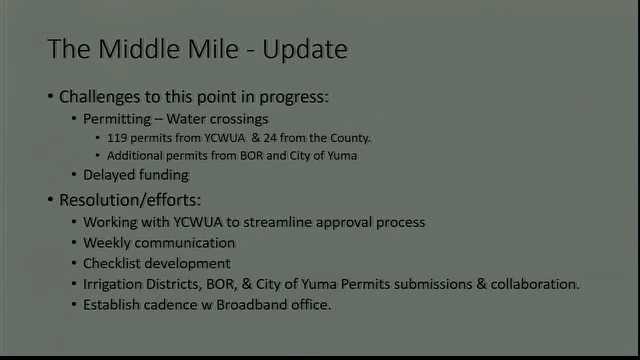 The Middle Mile - Update
• Challenges to this point in progress:
• Permitting – Water crossings
• 119 permits from YCWUA & 24 from the County.
• Additional permits from BOR and City of Yuma
• Delayed funding
• Resolution/efforts:
• Working with YCWUA to streamline approval process
• Weekly communication
• Checklist development
• Irrigation Districts, BOR, & City of Yuma Permits submissions & collaboration.
• Establish cadence w Broadband office.